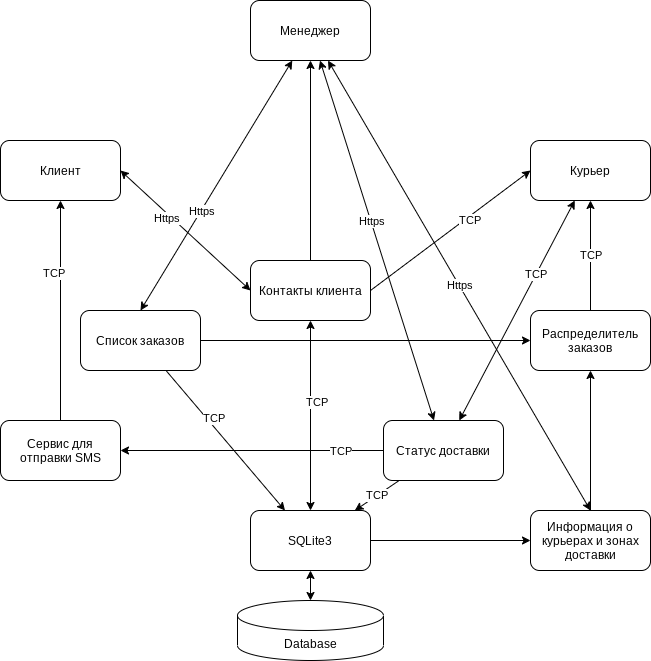 Менеджер
Клиент
Курьер
Https
Https
Https
TCP
TCP
TCP
TCP
Https
Контакты клиента
Список заказов
Распределитель
заказов
TCP
TCP
Сервис для
отправки SMS
TCP
Статус доставки
TCP
SQLite3
Информация о
курьерах и зонах
доставки
Database